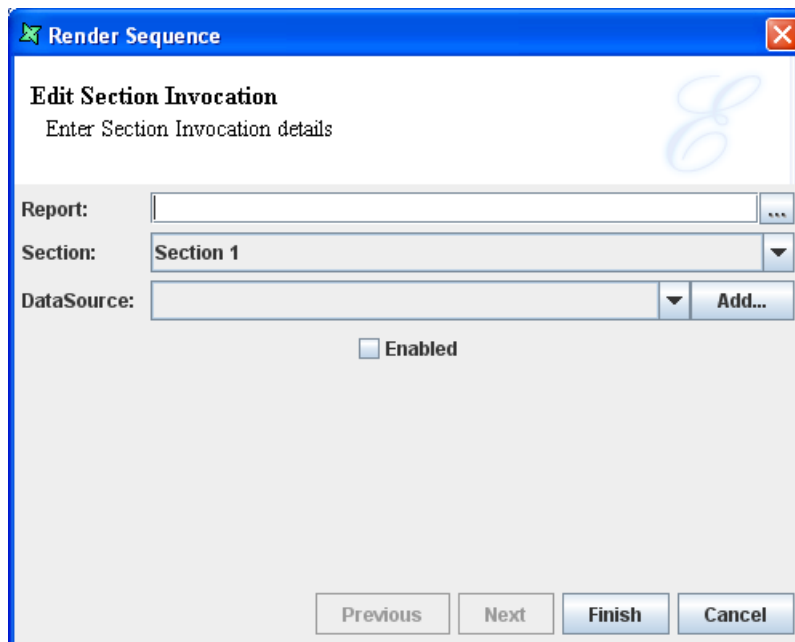 Render Sequence
Edit Section Invocation
Enter Section Invocation details
Report: ...
Section: Section 1
DataSource: Add...
Enabled
Previous Next Finish Cancel